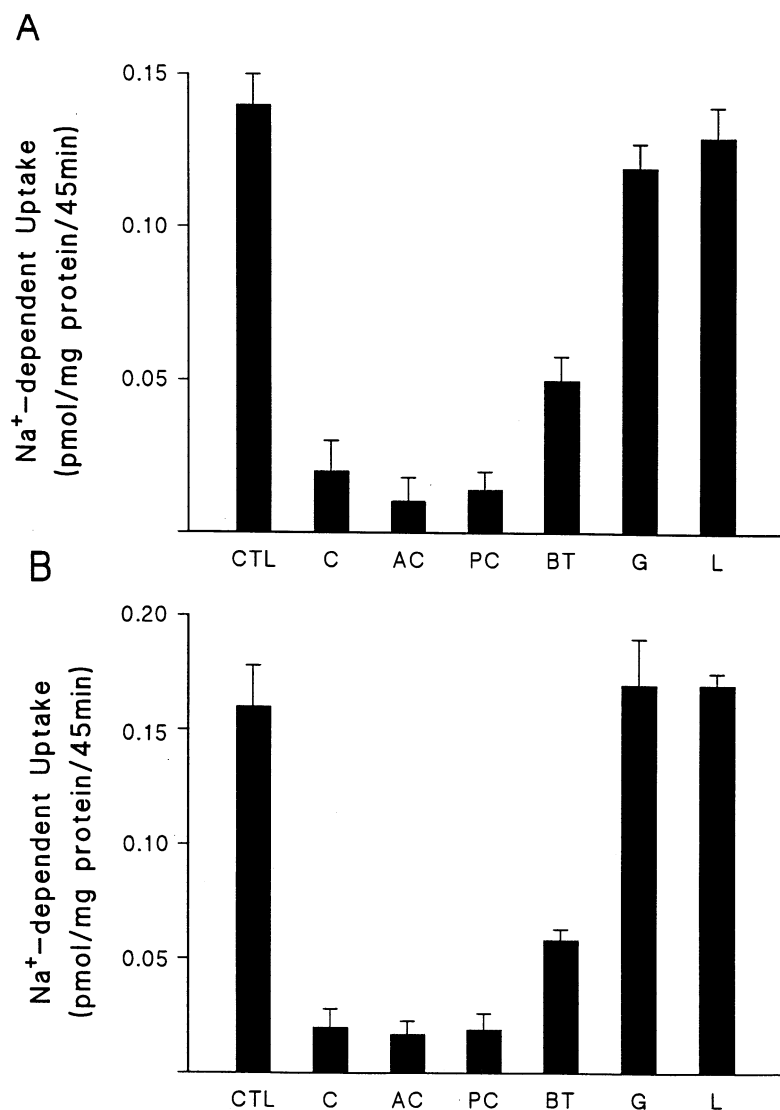 A
Na⁺-dependent Uptake
(pmol/mg protein/45min)
0.15
0.10
0.05
CTL C AC PC BT G L
B
Na⁺-dependent Uptake
(pmol/mg protein/45min)
0.20
0.15
0.10
0.05
CTL C AC PC BT G L